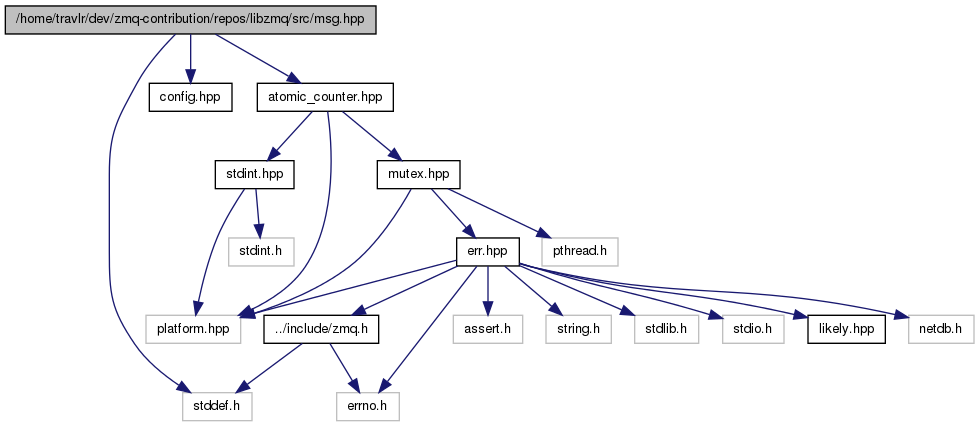 /home/travlr/dev/zmq-contribution/repos/libzmq/src/msg.hpp
config.hpp
atomic_counter.hpp
stdint.hpp
mutex.hpp
stdint.h
err.hpp
pthread.h
platform.hpp
../include/zmq.h
assert.h
string.h
stdlib.h
stdio.h
likely.hpp
netdb.h
stddef.h
errno.h